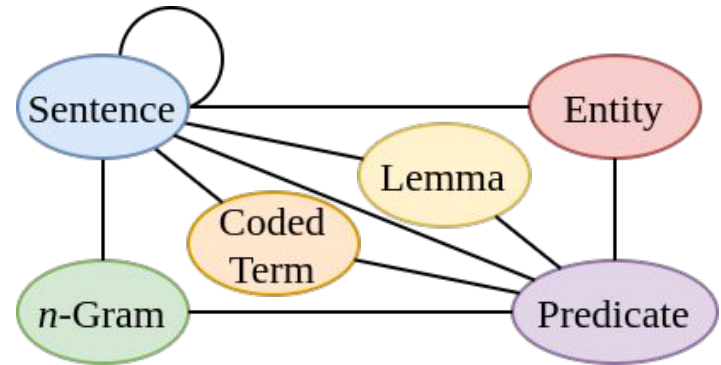 Sentence
Entity
Lemma
Coded
Term
n-Gram
Predicate